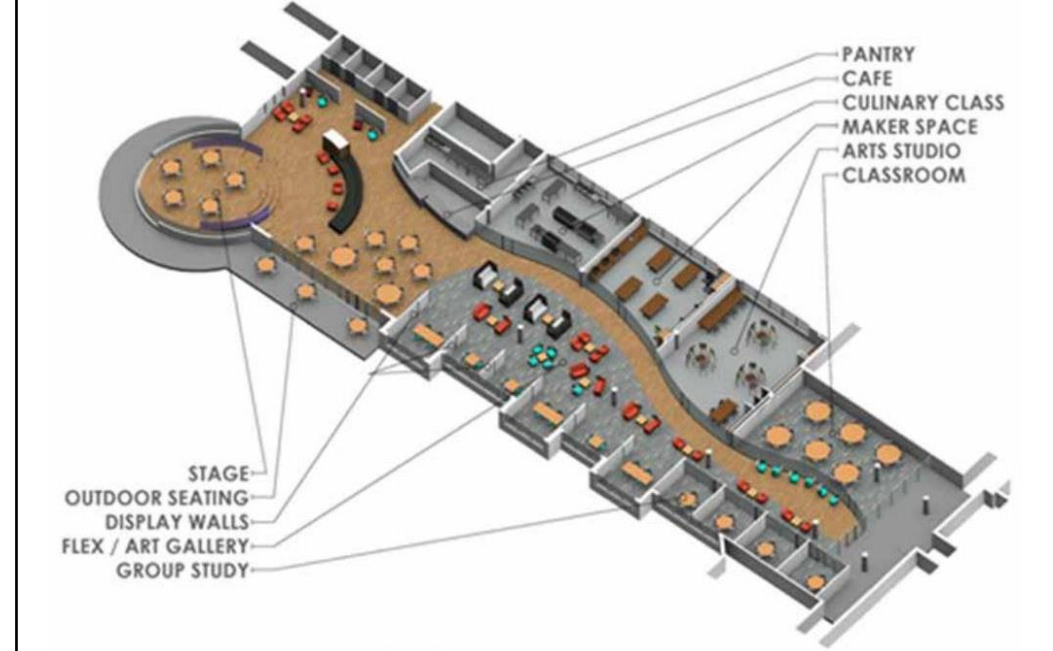 PANTRY
CAFE
CULINARY CLASS
MAKER SPACE
ARTS STUDIO
CLASSROOM
STAGE
OUTDOOR SEATING
DISPLAY WALLS
FLEX / ART GALLERY
GROUP STUDY